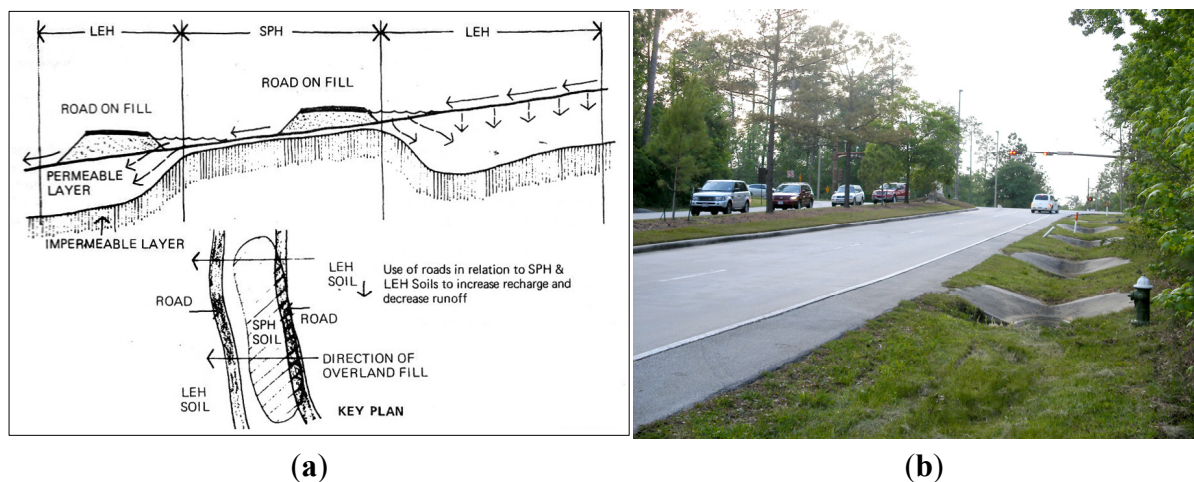 LEH SPH LEH
ROAD ON FILL
ROAD ON FILL
PERMEABLE
LAYER
IMPERMEABLE LAYER
LEH
SOIL
Use of roads in relation to SPH &
LEH Soils to increase recharge and
decrease runoff
ROAD
ROAD
SPH
SOIL
DIRECTION OF
OVERLAND FILL
LEH
SOIL
KEY PLAN
(a) (b)